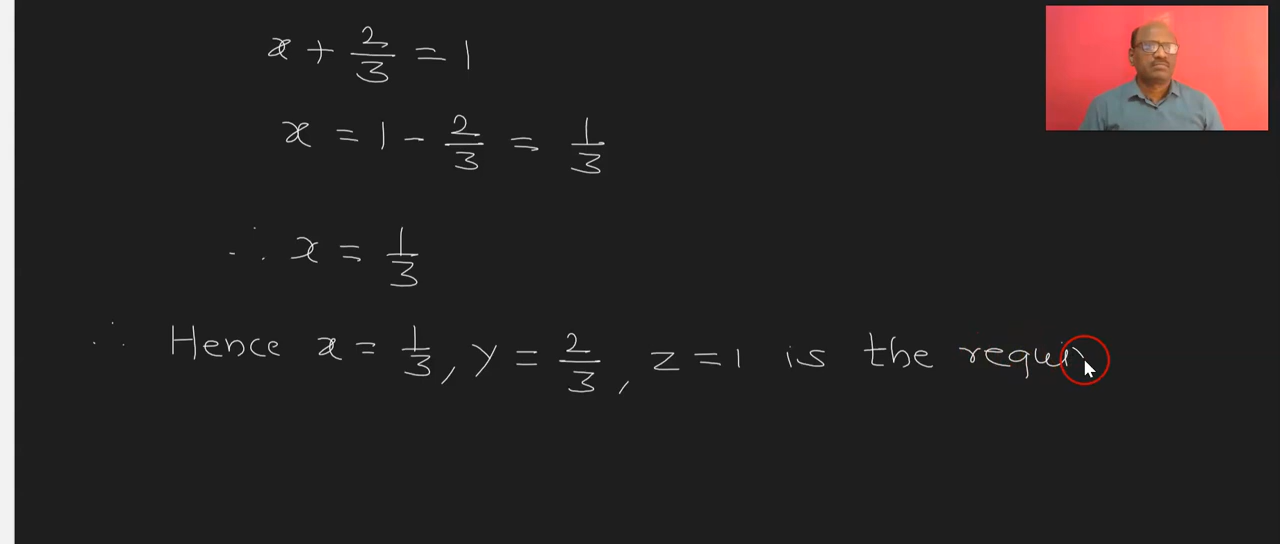 x + 2/3 = 1
x = 1 - 2/3 = 1/3
∴ x = 1/3
∴ Hence x = 1/3, y = 2/3, z = 1 is the requi